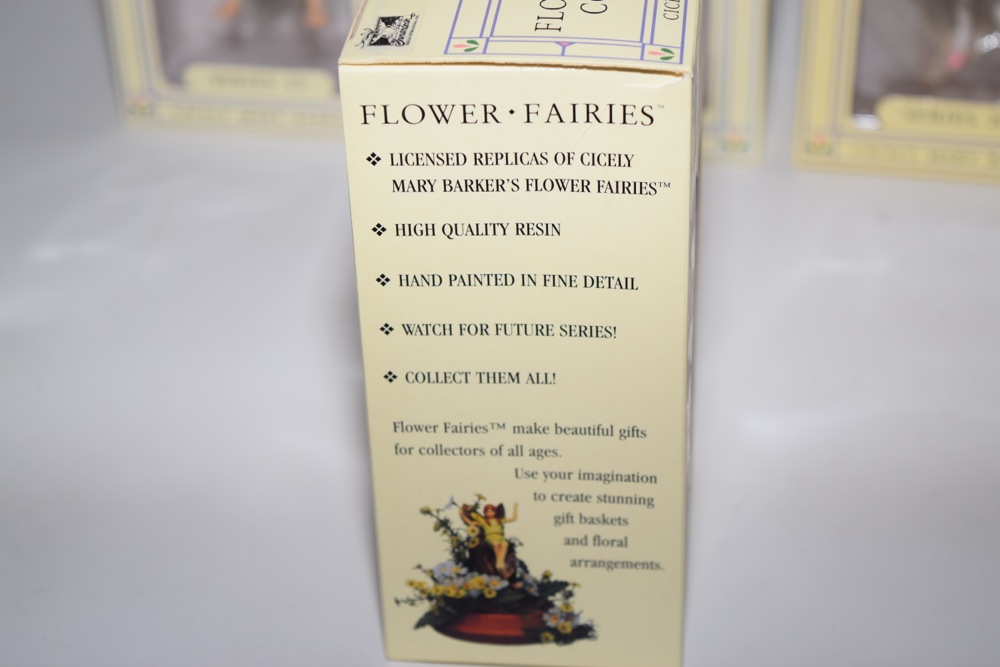 FLOWER • FAIRIES™
❖ LICENSED REPLICAS OF CICELY
MARY BARKER'S FLOWER FAIRIES™
❖ HIGH QUALITY RESIN
❖ HAND PAINTED IN FINE DETAIL
❖ WATCH FOR FUTURE SERIES!
❖ COLLECT THEM ALL!
Flower Fairies™ make beautiful gifts
for collectors of all ages.
Use your imagination
to create stunning
gift baskets
and floral
arrangements.